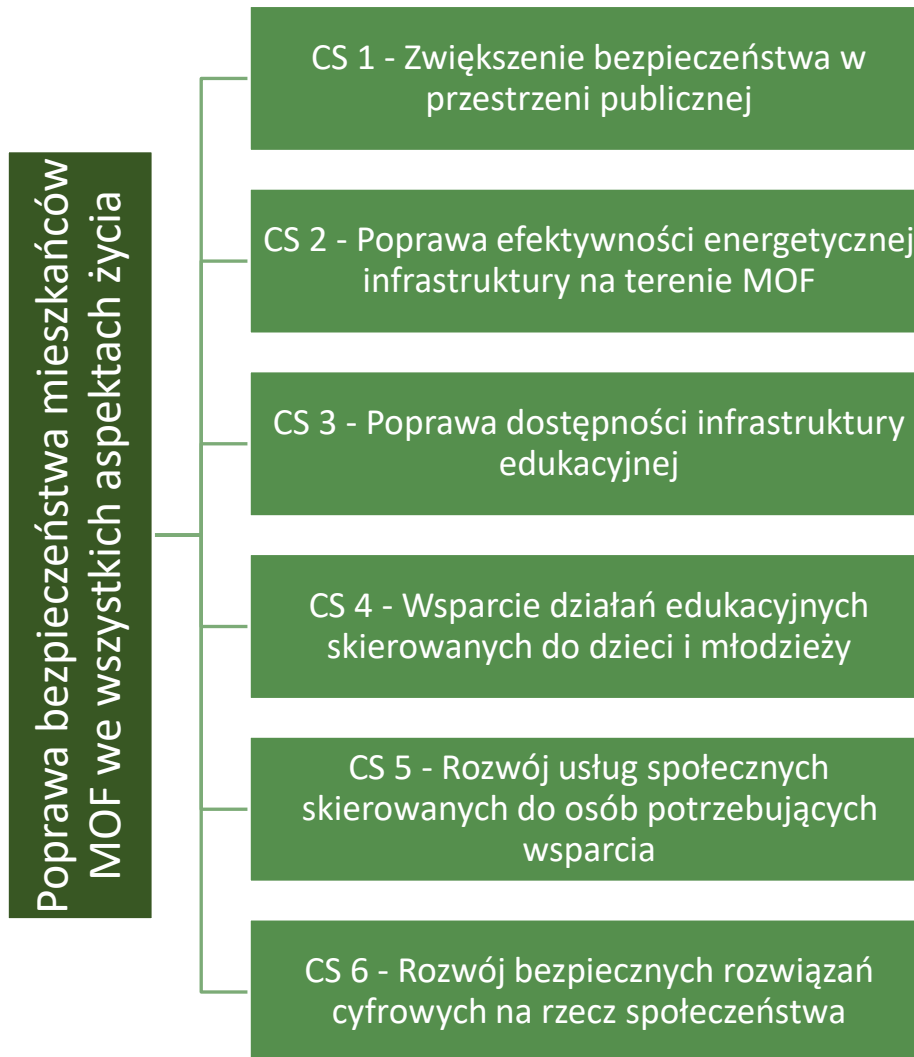 Poprawa bezpieczeństwa mieszkańców
MOF we wszystkich aspektach życia
CS 1 - Zwiększenie bezpieczeństwa w
przestrzeni publicznej
CS 2 - Poprawa efektywności energetycznej
infrastruktury na terenie MOF
CS 3 - Poprawa dostępności infrastruktury
edukacyjnej
CS 4 - Wsparcie działań edukacyjnych
skierowanych do dzieci i młodzieży
CS 5 - Rozwój usług społecznych
skierowanych do osób potrzebujących
wsparcia
CS 6 - Rozwój bezpiecznych rozwiązań
cyfrowych na rzecz społeczeństwa